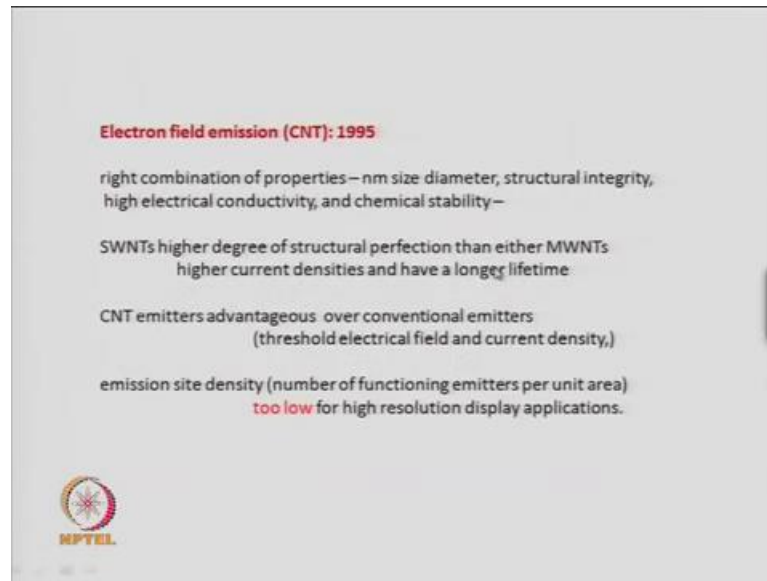 Electron field emission (CNT): 1995
right combination of properties – nm size diameter, structural integrity,
high electrical conductivity, and chemical stability –
SWNTs higher degree of structural perfection than either MWNTs
higher current densities and have a longer lifetime
CNT emitters advantageous over conventional emitters
(threshold electrical field and current density,)
emission site density (number of functioning emitters per unit area)
too low for high resolution display applications.
NPTEL